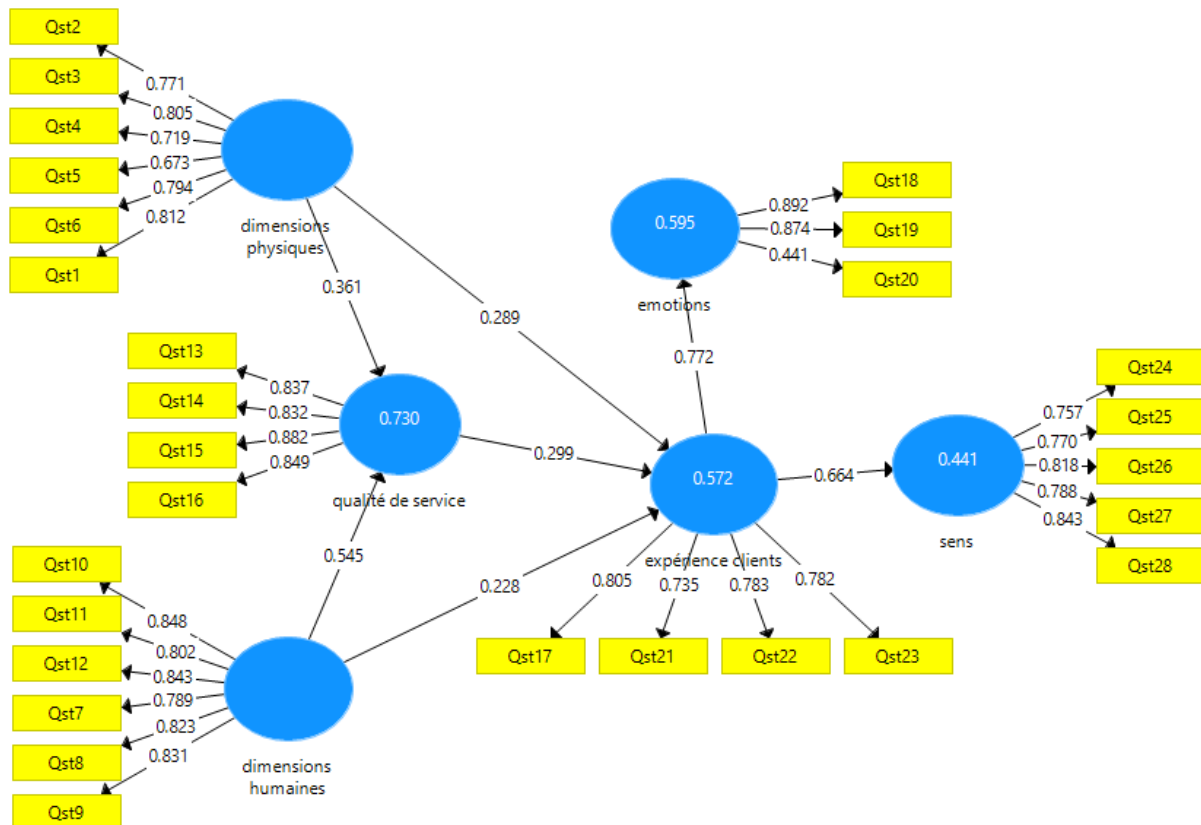 Qst2
Qst3
Qst4
Qst5
Qst6
Qst1
0.771
0.805
0.719
0.673
0.794
0.812
dimensions
physiques
0.361
0.289
Qst13
Qst14
Qst15
Qst16
0.837
0.832
0.882
0.849
0.730
qualité de service
0.299
0.545
0.228
Qst10
Qst11
Qst12
Qst7
Qst8
Qst9
0.848
0.802
0.843
0.789
0.823
0.831
dimensions
humaines
0.595
emotions
0.892
0.874
0.441
Qst18
Qst19
Qst20
0.772
0.572
expérience clients
0.805
0.735
0.783
0.782
Qst17
Qst21
Qst22
Qst23
0.664
0.441
sens
0.757
0.770
0.818
0.788
0.843
Qst24
Qst25
Qst26
Qst27
Qst28